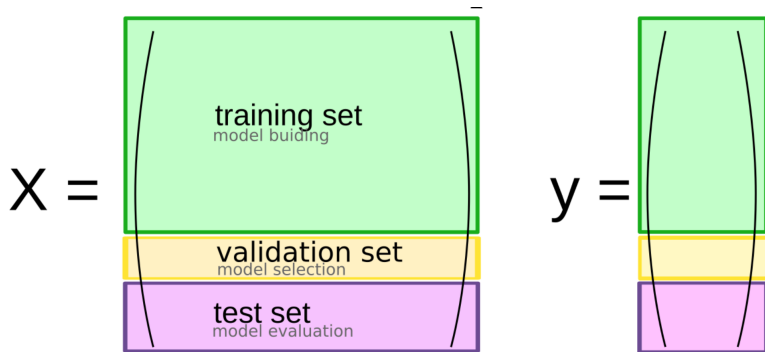 training set
model buiding
X =
y =
validation set
model selection
test set
model evaluation